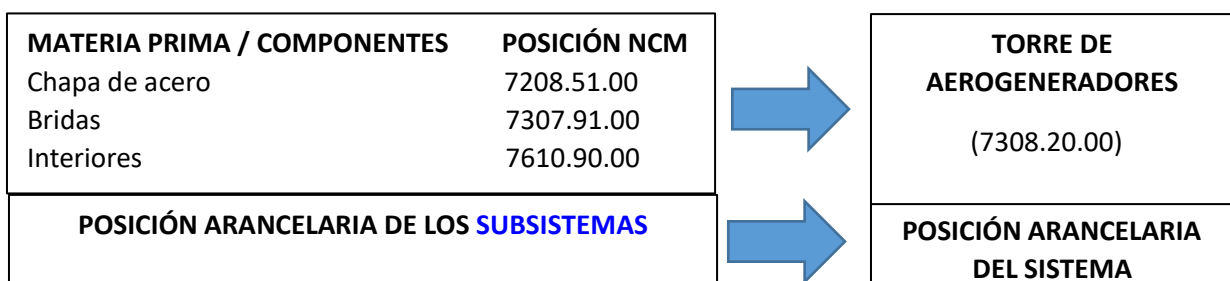 MATERIA PRIMA / COMPONENTES POSICIÓN NCM
Chapa de acero 7208.51.00
Bridas 7307.91.00
Interiores 7610.90.00
POSICIÓN ARANCELARIA DE LOS SUBSISTEMAS
TORRE DE
AEROGENERADORES
(7308.20.00)
POSICIÓN ARANCELARIA
DEL SISTEMA